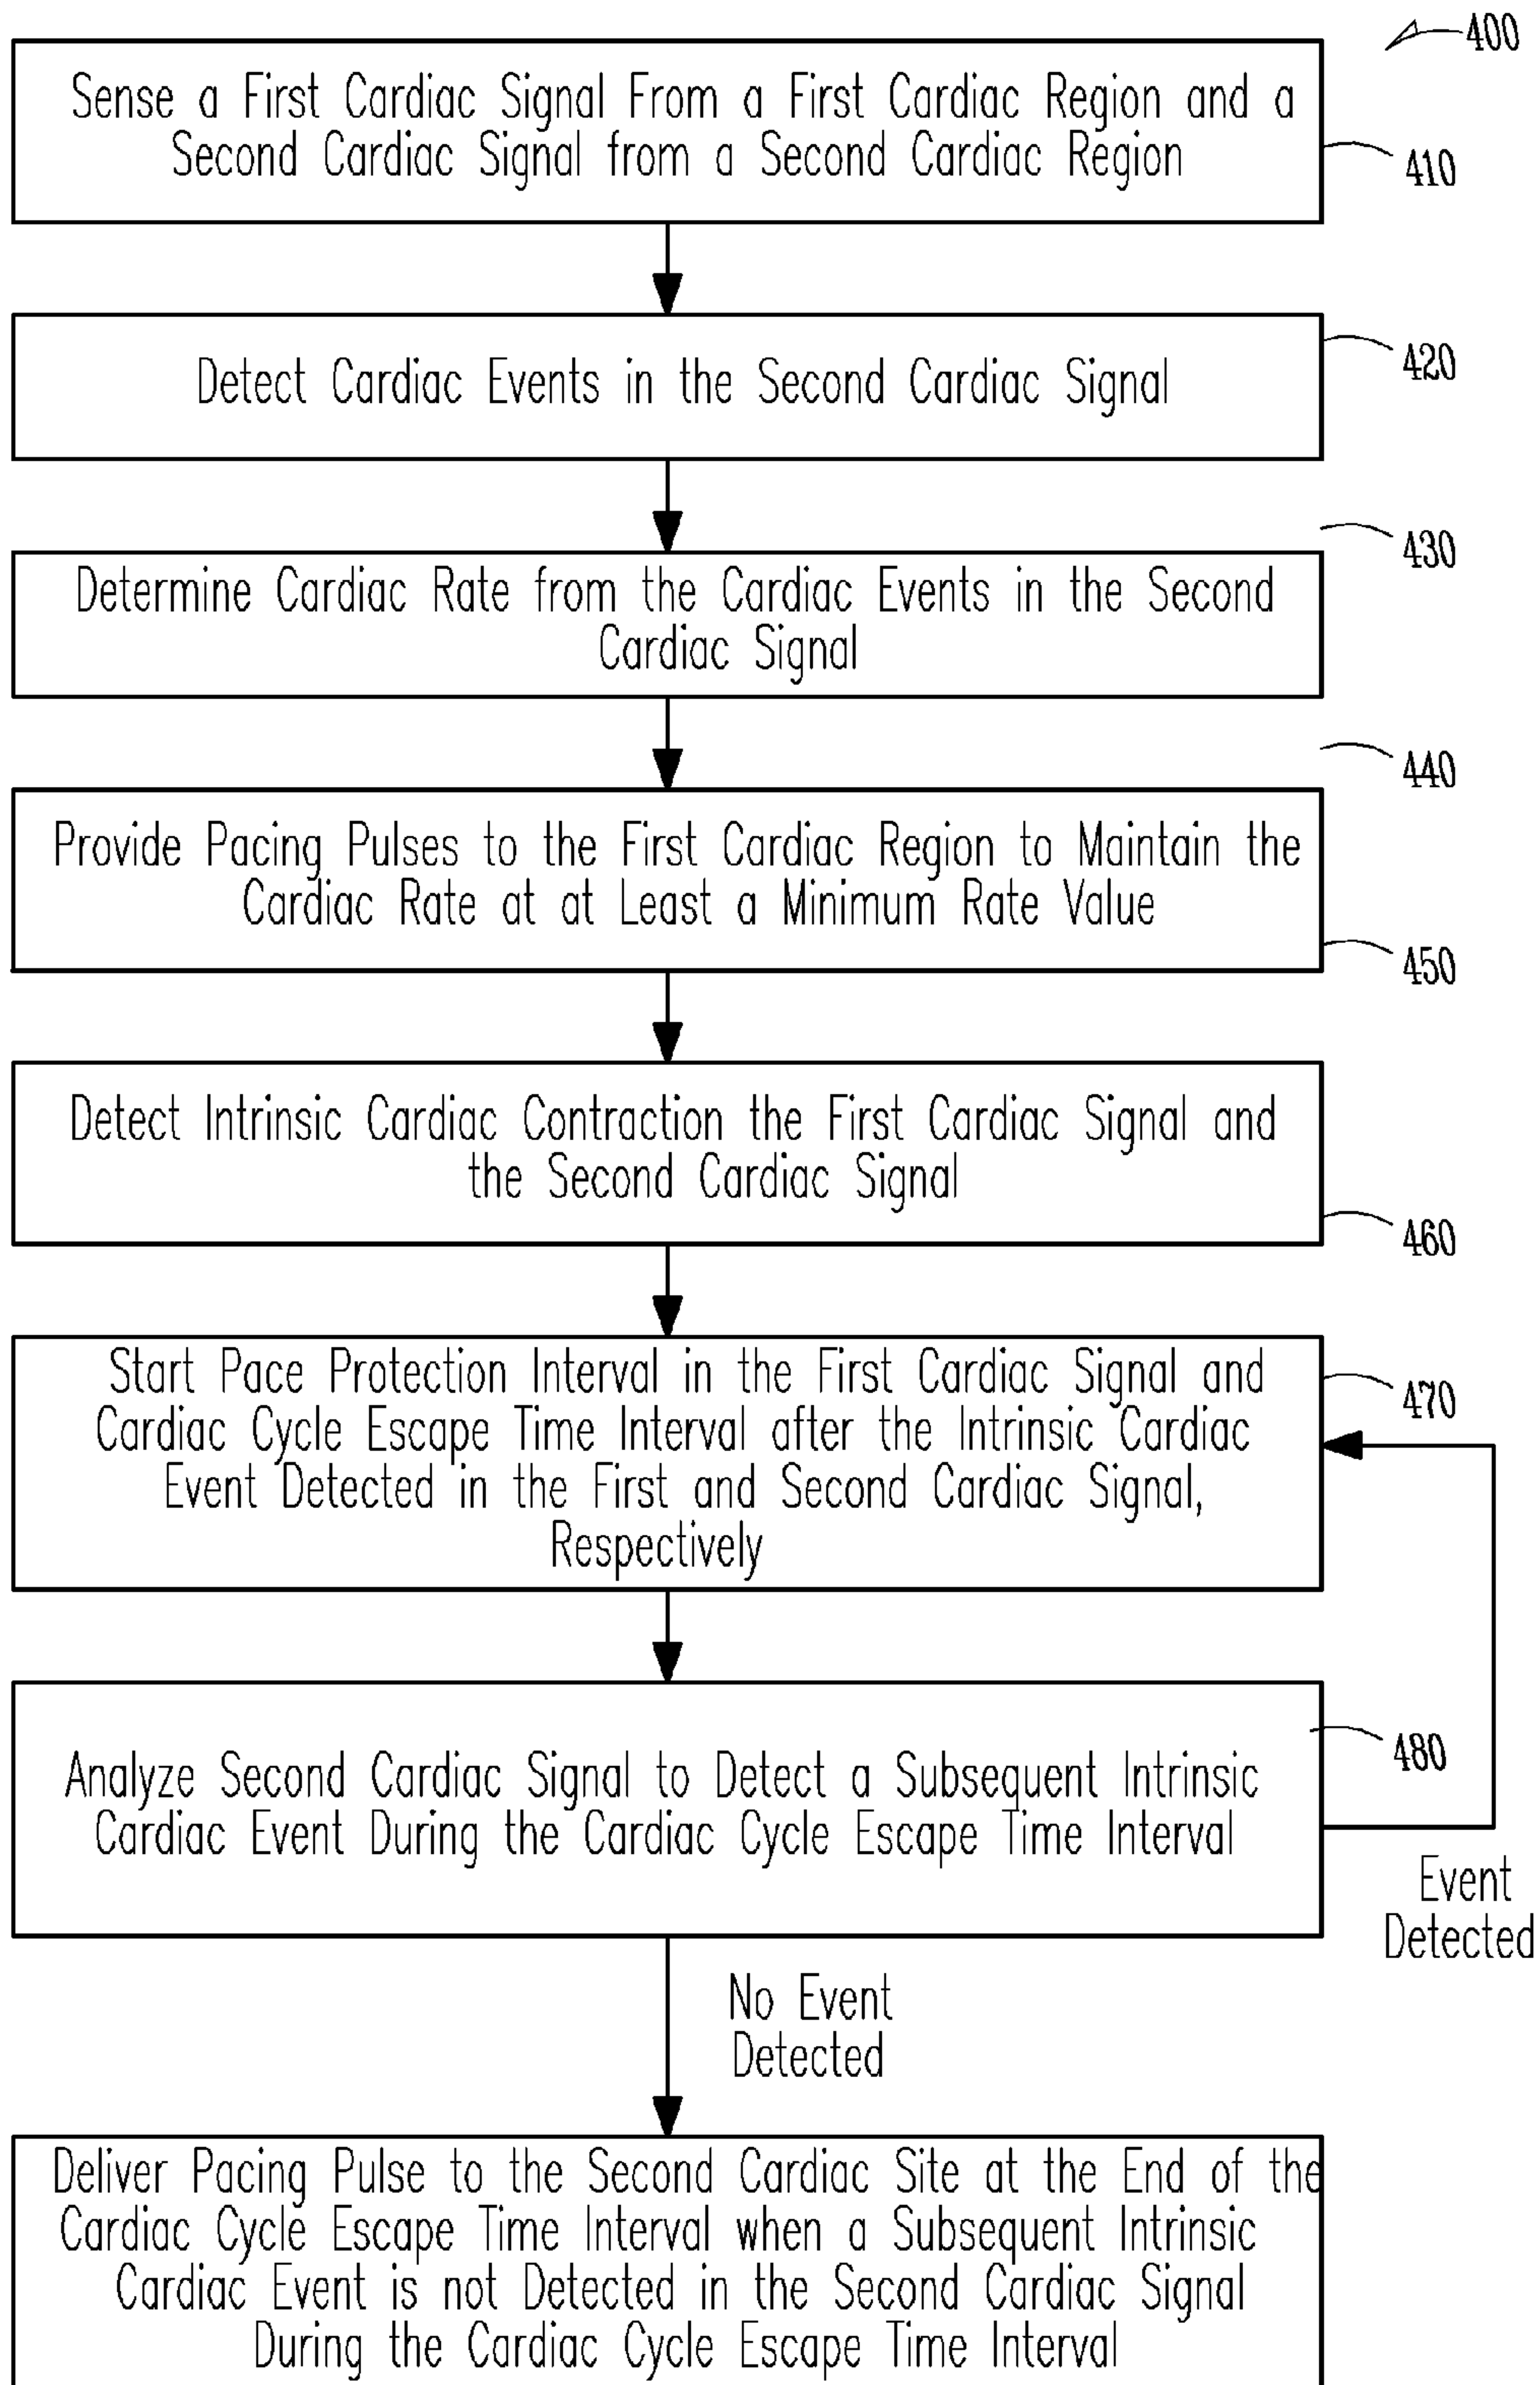 400
Sense a First Cardiac Signal From a First Cardiac Region and a
Second Cardiac Signal from a Second Cardiac Region
410
Detect Cardiac Events in the Second Cardiac Signal
420
430
Determine Cardiac Rate from the Cardiac Events in the Second
Cardiac Signal
440
Provide Pacing Pulses to the First Cardiac Region to Maintain the
Cardiac Rate at at Least a Minimum Rate Value
450
Detect Intrinsic Cardiac Contraction the First Cardiac Signal and
the Second Cardiac Signal
460
Start Pace Protection Interval in the First Cardiac Signal and
Cardiac Cycle Escape Time Interval after the Intrinsic Cardiac
Event Detected in the First and Second Cardiac Signal,
Respectively
470
Analyze Second Cardiac Signal to Detect a Subsequent Intrinsic
Cardiac Event During the Cardiac Cycle Escape Time Interval
480
Event
Detected
No Event
Detected
Deliver Pacing Pulse to the Second Cardiac Site at the End of the
Cardiac Cycle Escape Time Interval when a Subsequent Intrinsic
Cardiac Event is not Detected in the Second Cardiac Signal
During the Cardiac Cycle Escape Time Interval